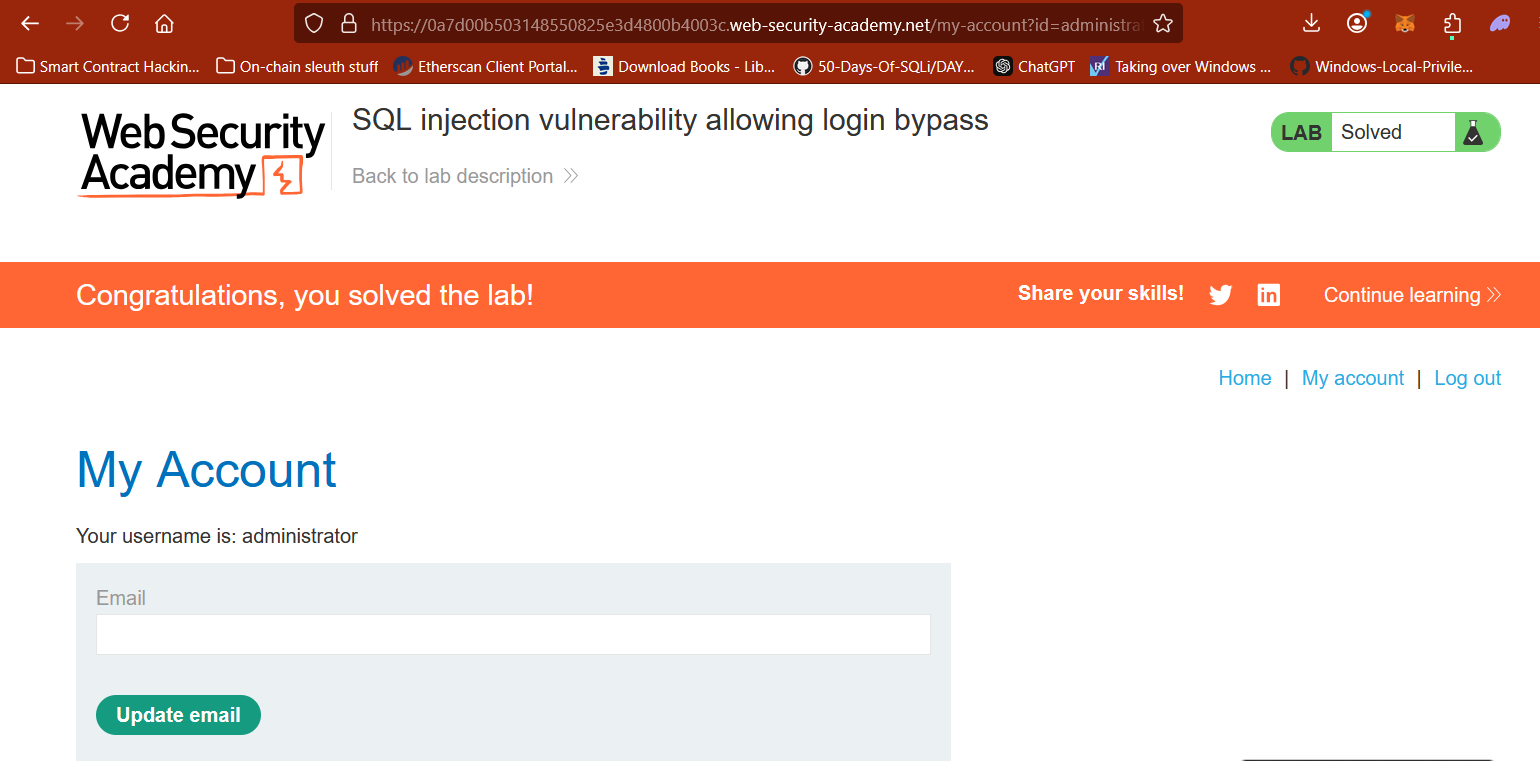 https://0a7d00b503148550825e3d4800b4003c.web-security-academy.net/my-account?id=administra
Smart Contract Hackin... On-chain sleuth stuff Etherscan Client Portal... Download Books - Lib... 50-Days-Of-SQLi/DAY... ChatGPT Taking over Windows ... Windows-Local-Privile...
Web Security
Academy
SQL injection vulnerability allowing login bypass
Back to lab description
LAB Solved
Congratulations, you solved the lab!
Share your skills!
Continue learning
Home | My account | Log out
My Account
Your username is: administrator
Email
Update email